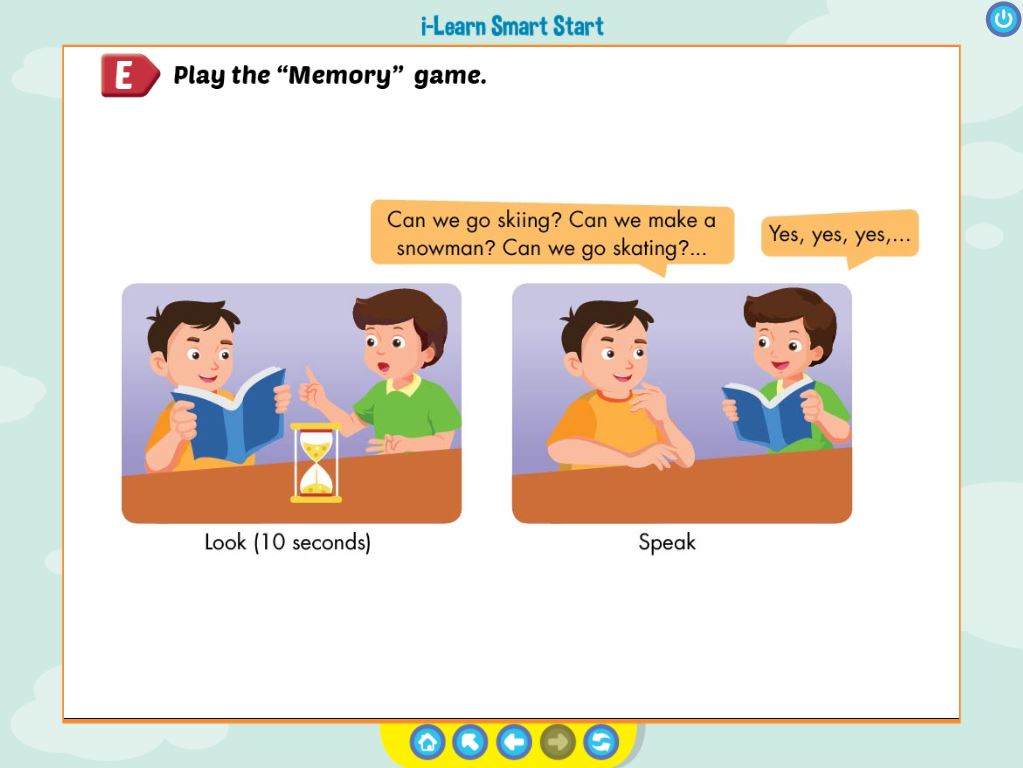 i-Learn Smart Start
E Play the “Memory” game.
Can we go skiing? Can we make a
snowman? Can we go skating?...
Yes, yes, yes,...
Look (10 seconds)
Speak